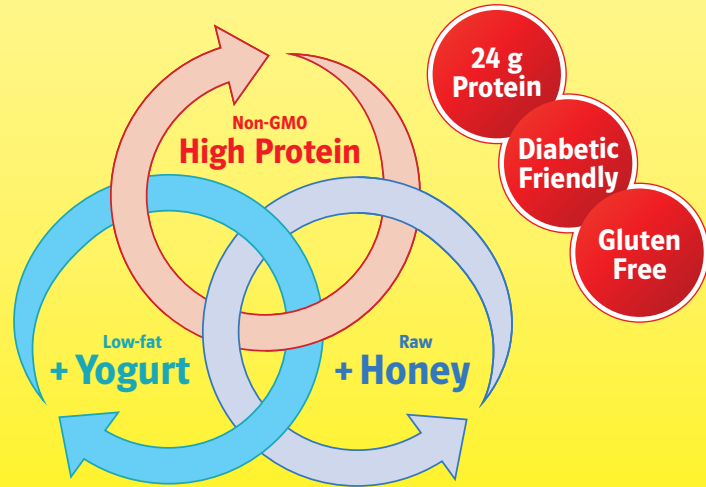 Non-GMO
High Protein
Low-fat
+ Yogurt
Raw
+ Honey
24 g
Protein
Diabetic
Friendly
Gluten
Free